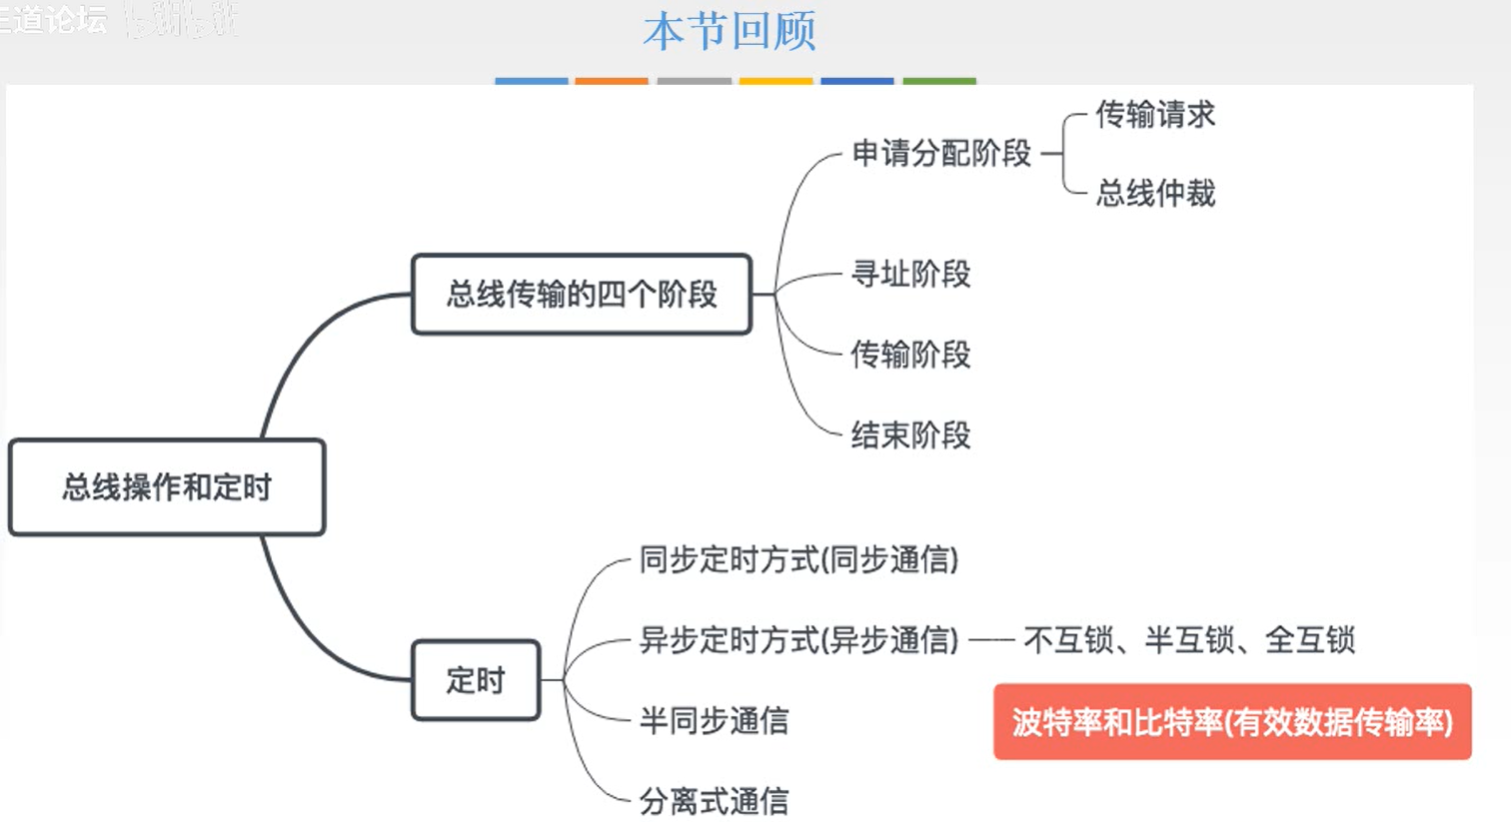 道论坛 bilibili
本节回顾
传输请求
申请分配阶段
总线仲裁
寻址阶段
总线传输的四个阶段
传输阶段
结束阶段
总线操作和定时
同步定时方式(同步通信)
异步定时方式(异步通信)
不互锁、半互锁、全互锁
定时
半同步通信
波特率和比特率(有效数据传输率)
分离式通信